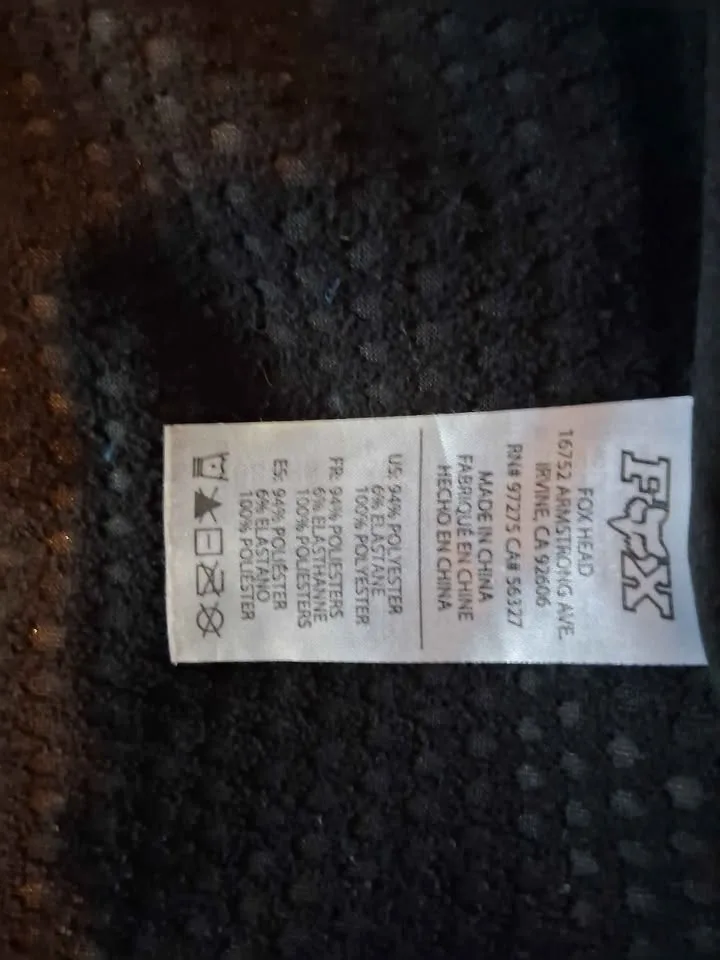 FOX
FOX HEAD
16752 ARMSTRONG AVE.
IRVINE, CA 92606
RN# 97275 CA# 56327
MADE IN CHINA
FABRIQUÉ EN CHINE
HECHO EN CHINA
US: 94% POLYESTER
6% ELASTANE
100% POLYESTER
FR: 94% POLIESTERS
6% ELASTHANNE
100% POLIESTERS
ES: 94% POLIÉSTER
6% ELASTANO
100% POLIÉSTER